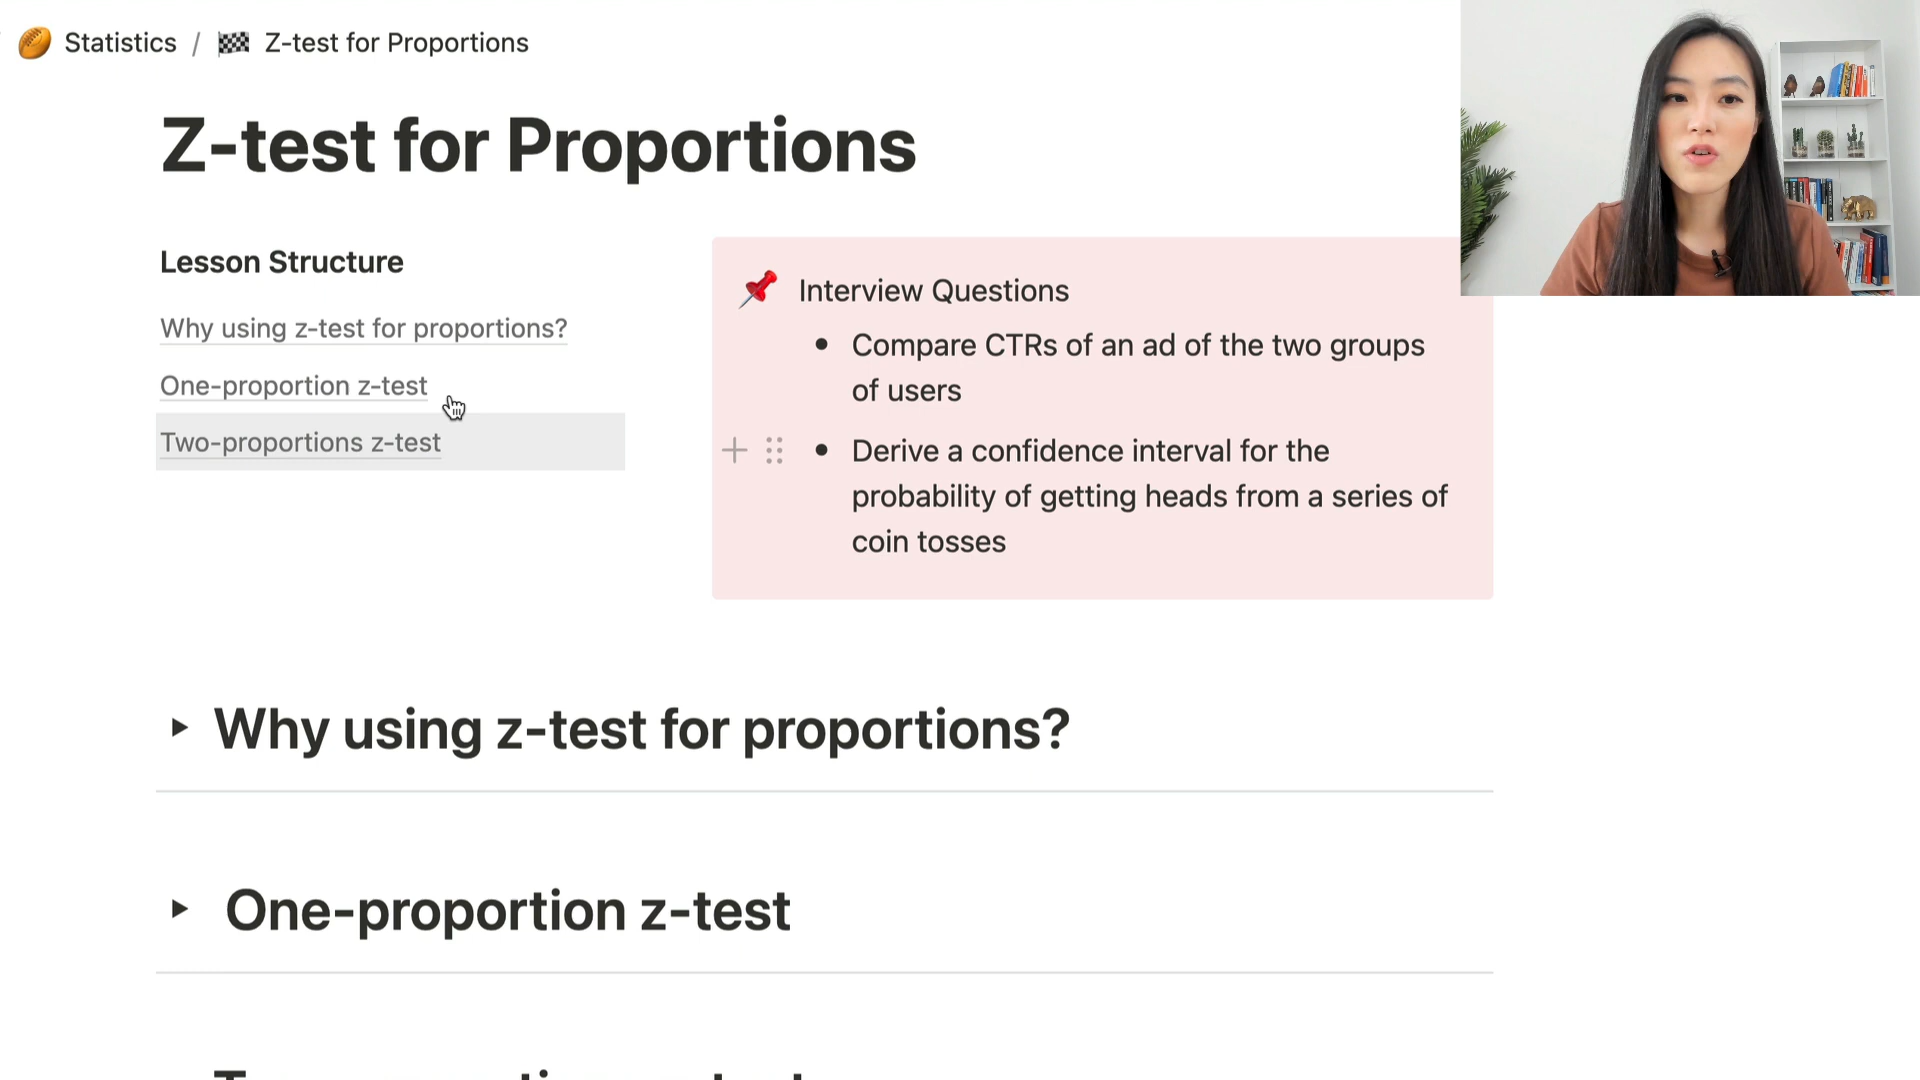 Statistics / Z-test for Proportions
Z-test for Proportions
Lesson Structure
Why using z-test for proportions?
One-proportion z-test
Two-proportions z-test
Interview Questions
• Compare CTRs of an ad of the two groups
of users
• Derive a confidence interval for the
probability of getting heads from a series of
coin tosses
Why using z-test for proportions?
One-proportion z-test